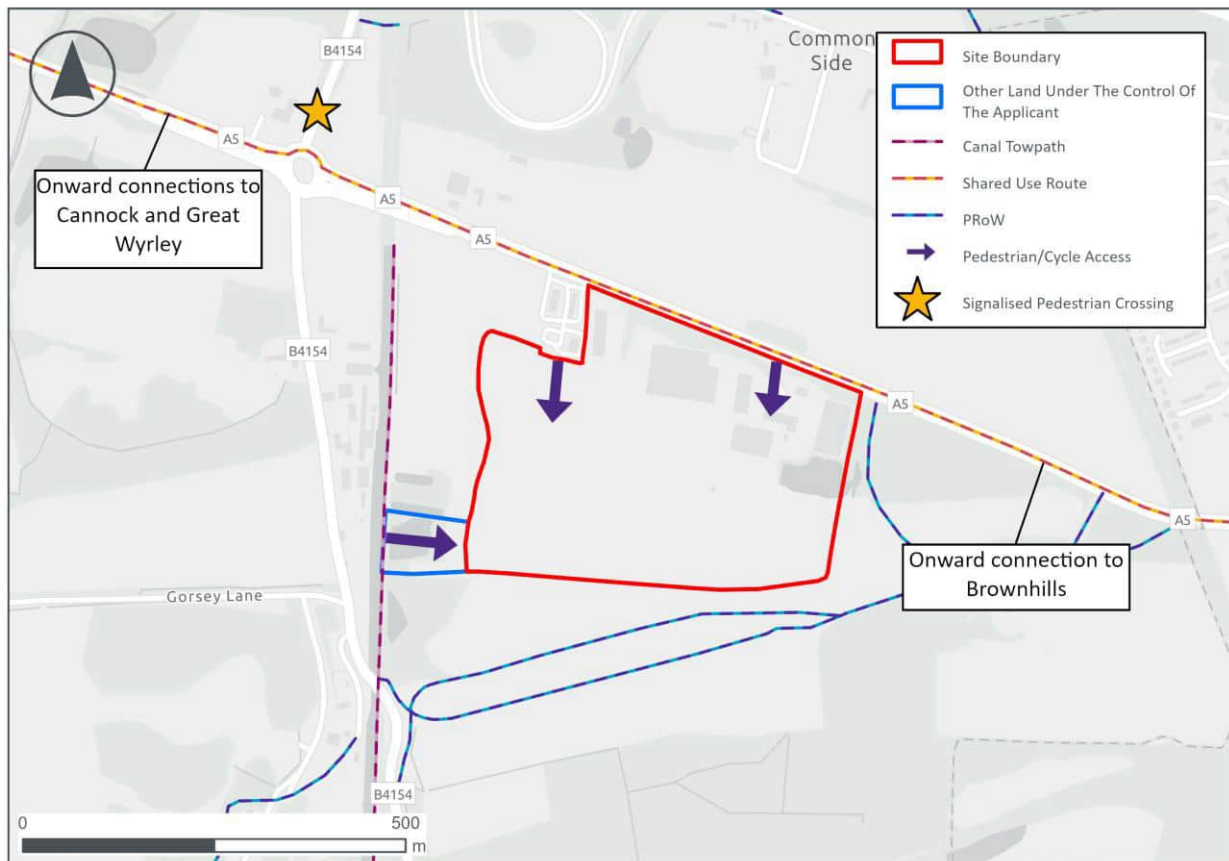 B4154
Common
Side
Site Boundary
Other Land Under The Control Of
The Applicant
Canal Towpath
Shared Use Route
PRoW
Pedestrian/Cycle Access
Signalised Pedestrian Crossing
A5
Onward connections to
Cannock and Great
Wyrley
A5
A5
B4154
A5
A5
Onward connection to
Brownhills
Gorsey Lane
B4154
0
500
m